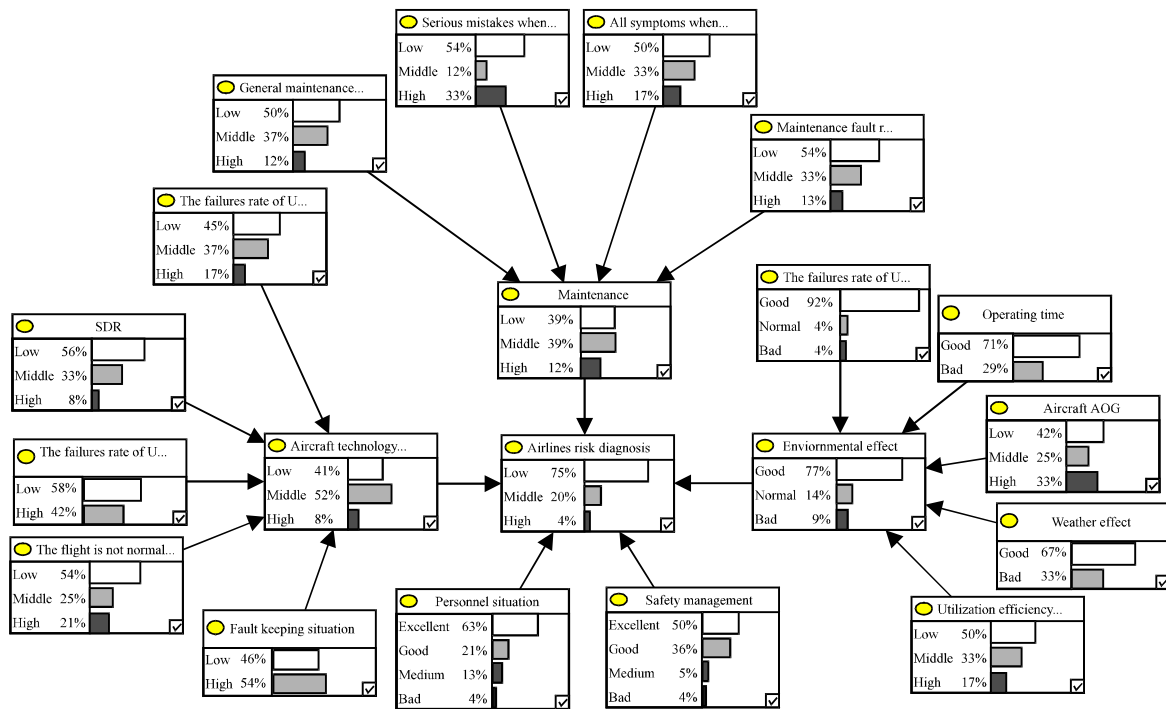 Serious mistakes when...
Low 54%
Middle 12%
High 33%
All symptoms when...
Low 50%
Middle 33%
High 17%
General maintenance...
Low 50%
Middle 37%
High 12%
Maintenance fault r...
Low 54%
Middle 33%
High 13%
The failures rate of U...
Low 45%
Middle 37%
High 17%
Maintenance
Low 39%
Middle 39%
High 12%
The failures rate of U...
Good 92%
Normal 4%
Bad 4%
Operating time
Good 71%
Bad 29%
SDR
Low 56%
Middle 33%
High 8%
Aircraft AOG
Low 42%
Middle 25%
High 33%
The failures rate of U...
Low 58%
High 42%
Aircraft technology...
Low 41%
Middle 52%
High 8%
Airlines risk diagnosis
Low 75%
Middle 20%
High 4%
Enviornmental effect
Good 77%
Normal 14%
Bad 9%
Weather effect
Good 67%
Bad 33%
The flight is not normal...
Low 54%
Middle 25%
High 21%
Fault keeping situation
Low 46%
High 54%
Personnel situation
Excellent 63%
Good 21%
Medium 13%
Bad 4%
Safety management
Excellent 50%
Good 36%
Medium 5%
Bad 4%
Utilization efficiency...
Low 50%
Middle 33%
High 17%